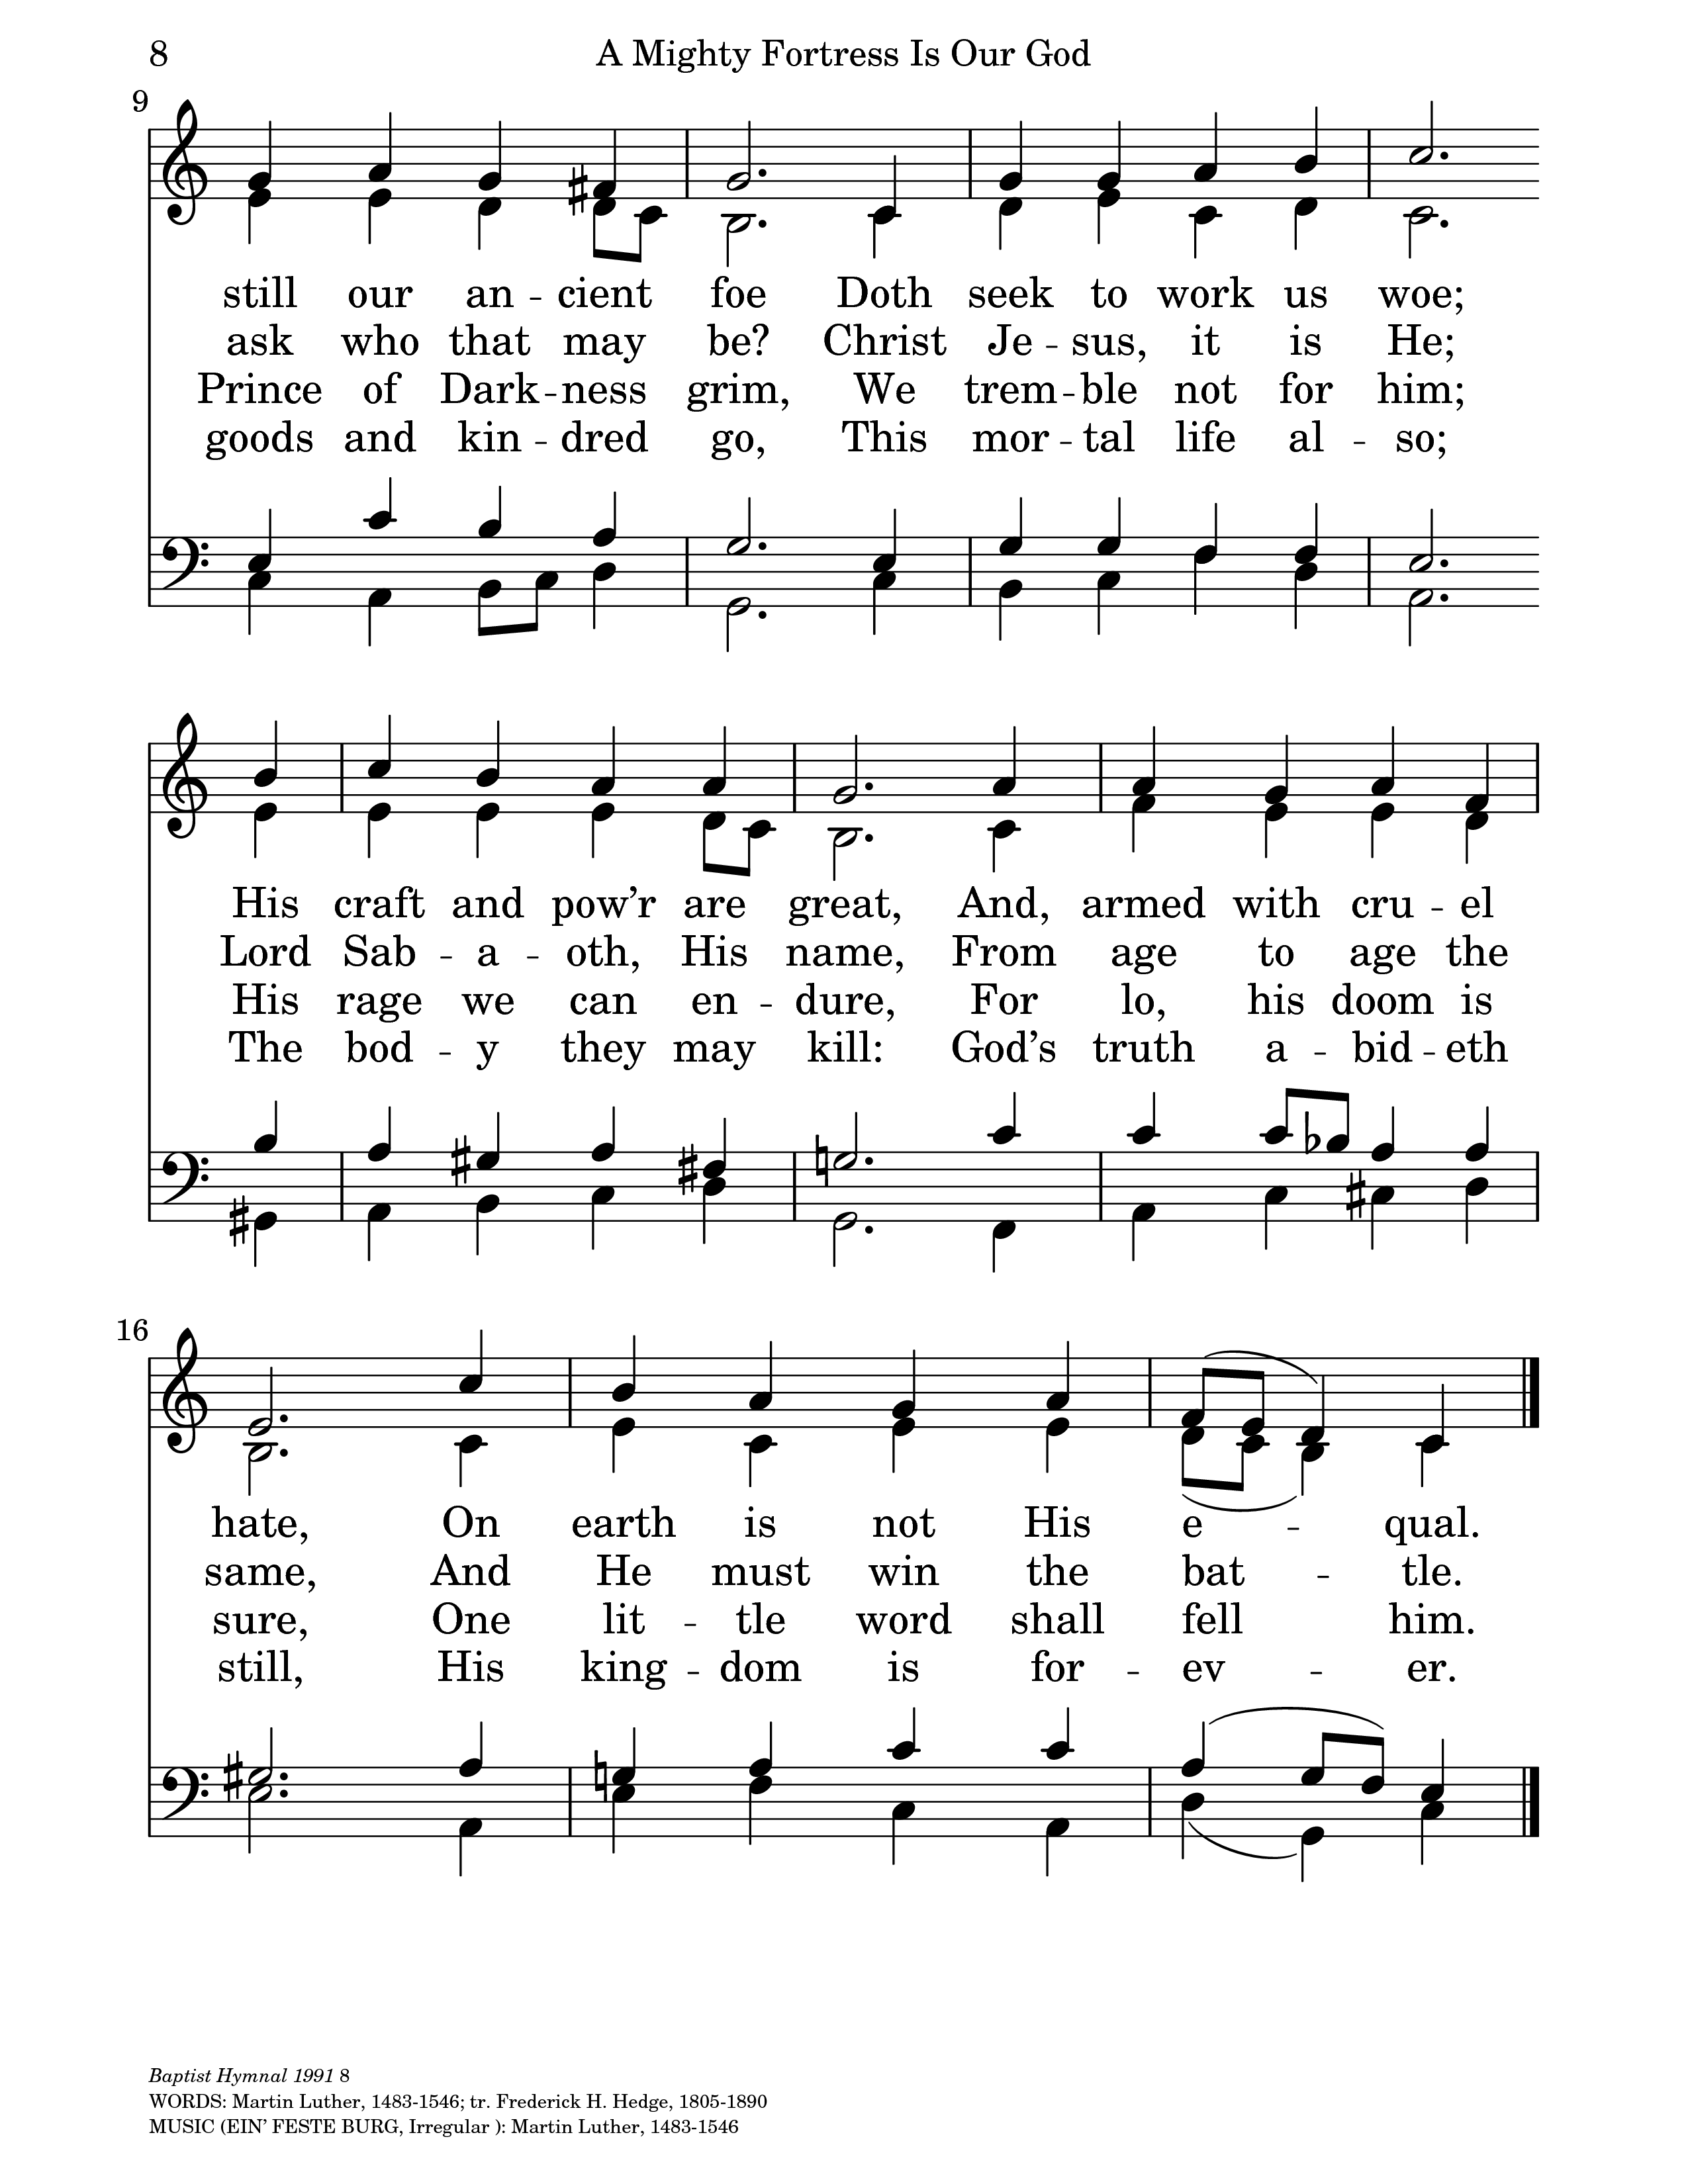 8 A Mighty Fortress Is Our God
9
still our an -- cient foe Doth seek to work us woe;
ask who that may be? Christ Je -- sus, it is He;
Prince of Dark -- ness grim, We trem -- ble not for him;
goods and kin -- dred go, This mor -- tal life al -- so;
His craft and pow’r are great, And, armed with cru -- el
Lord Sab -- a -- oth, His name, From age to age the
His rage we can en -- dure, For lo, his doom is
The bod -- y they may kill: God’s truth a -- bid -- eth
16
hate, On earth is not His e -- qual.
same, And He must win the bat -- tle.
sure, One lit -- tle word shall fell him.
still, His king -- dom is for -- ev -- er.
Baptist Hymnal 1991 8
WORDS: Martin Luther, 1483-1546; tr. Frederick H. Hedge, 1805-1890
MUSIC (EIN’ FESTE BURG, Irregular ): Martin Luther, 1483-1546